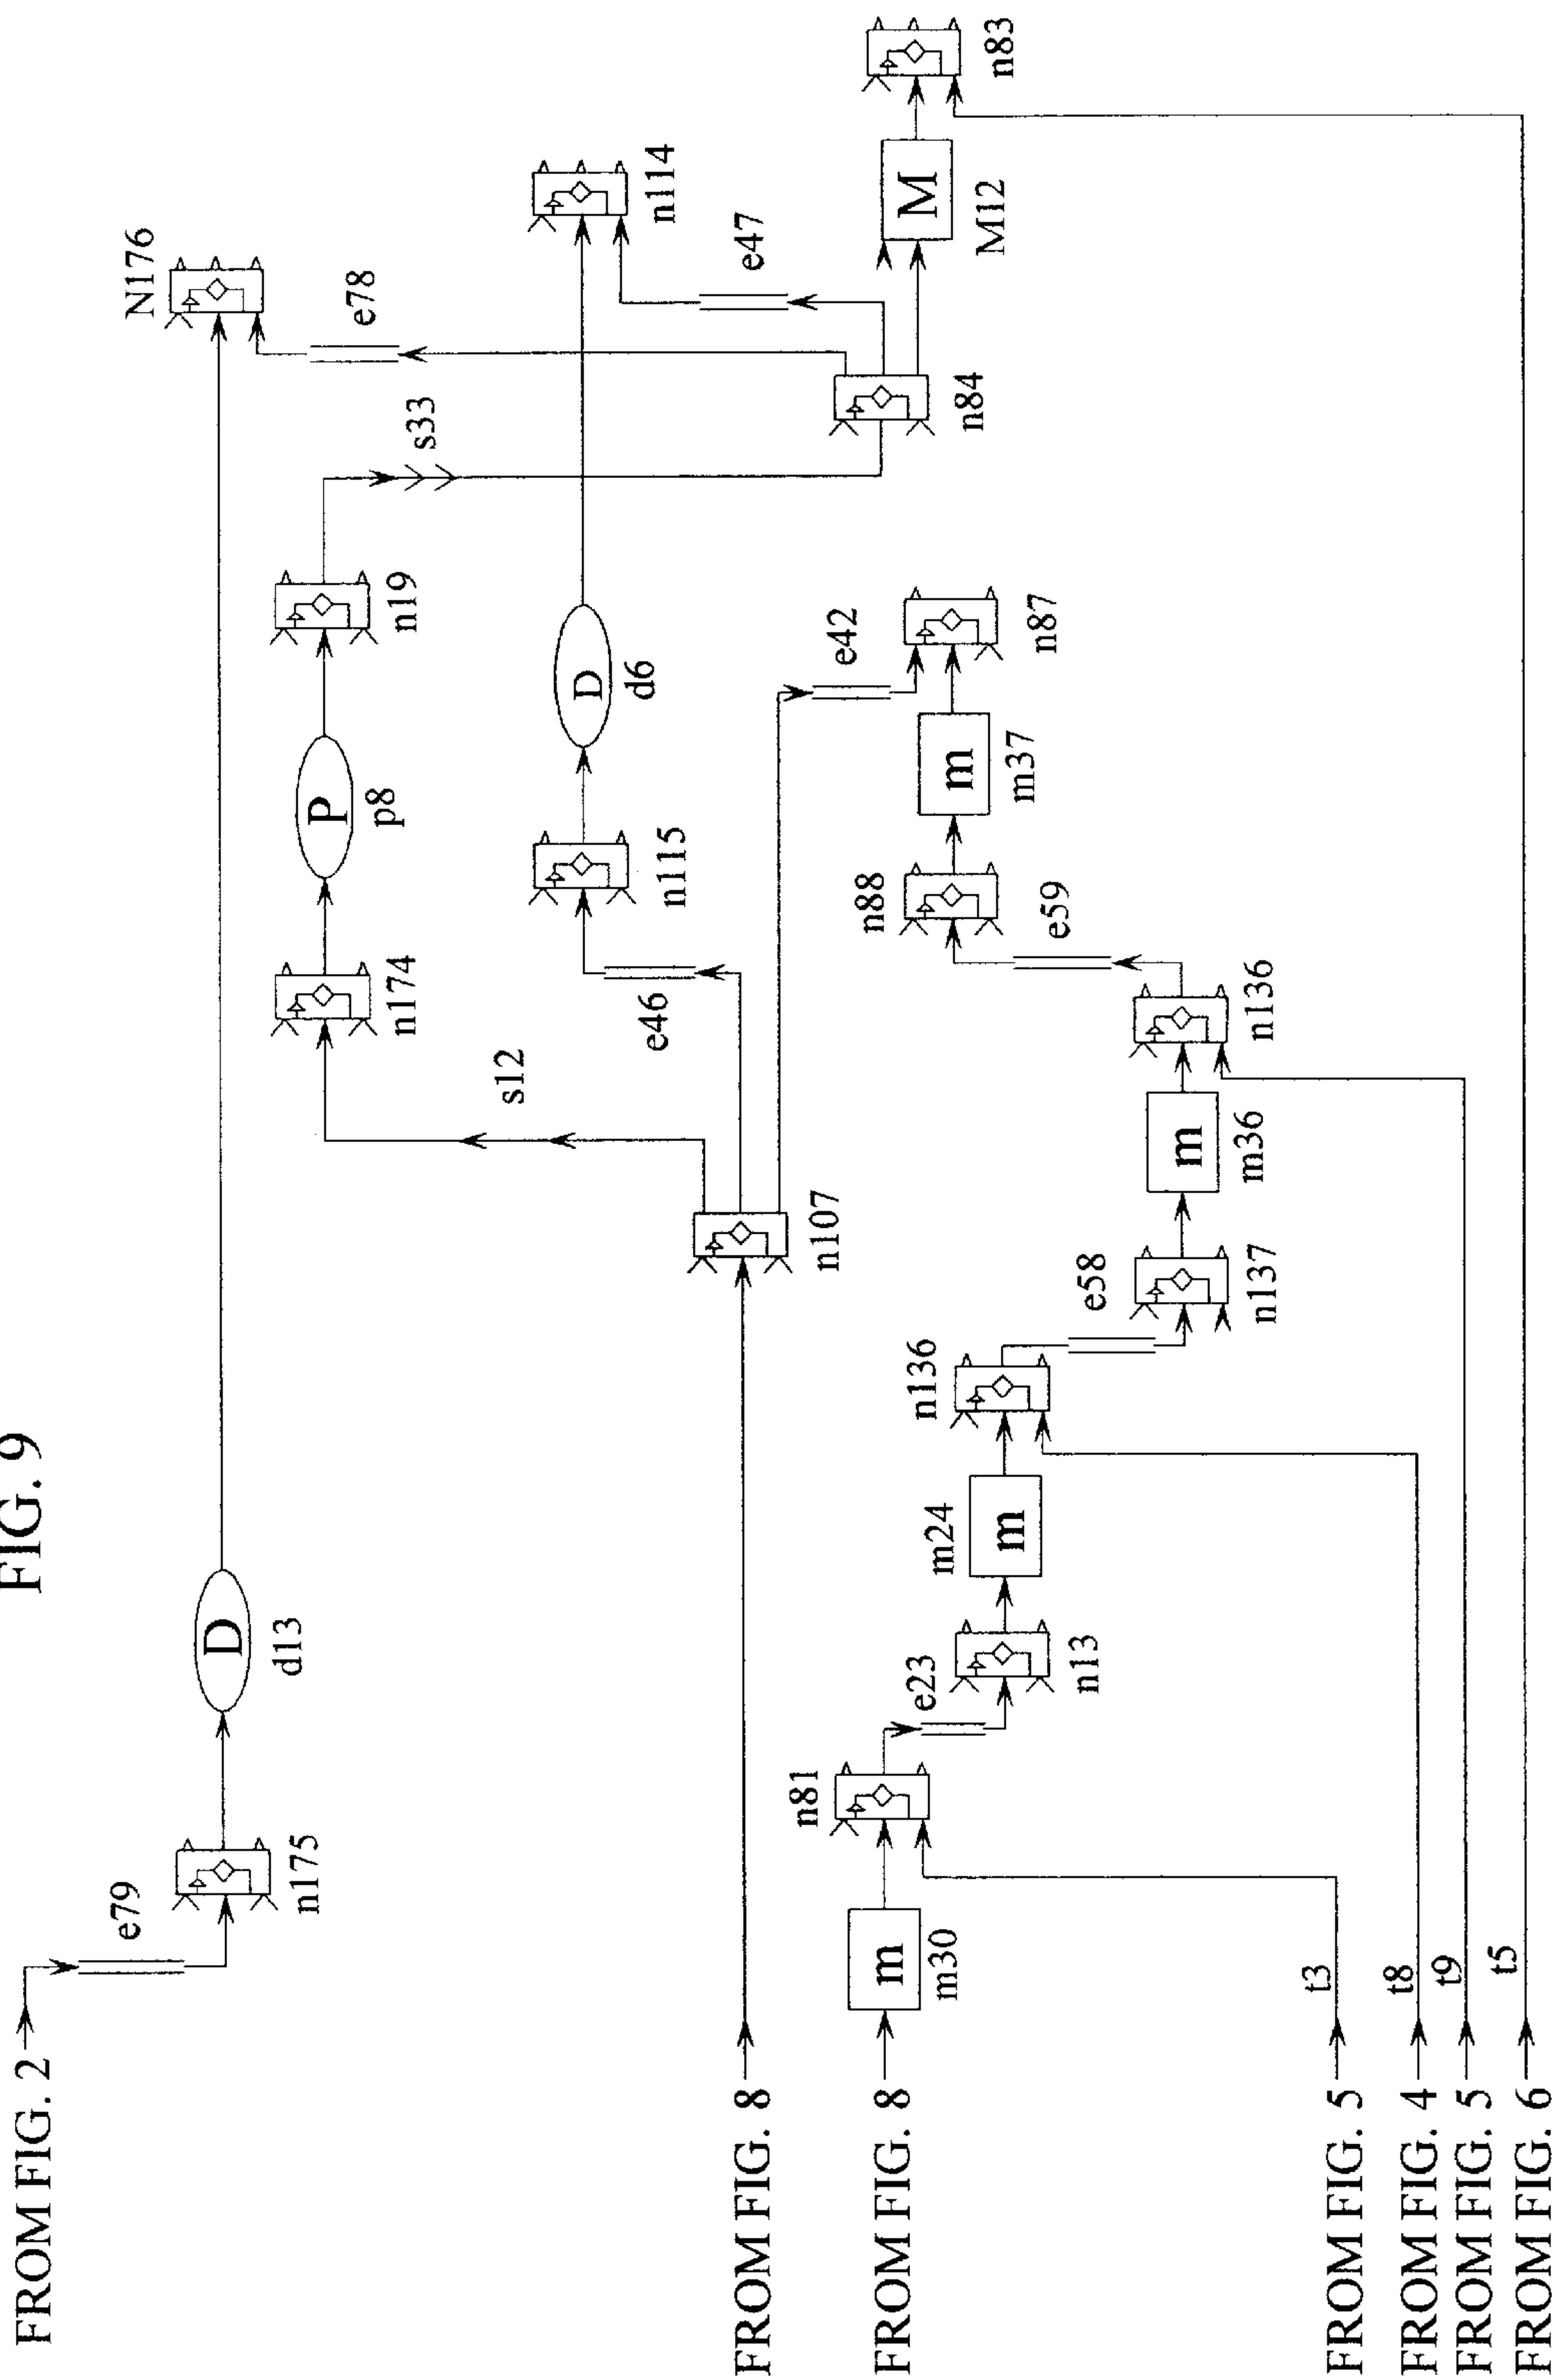 FIG. 9
FROM FIG. 2
e79
n175
D
d13
N176
e78
n174
P
p8
n19
s33
s12
e46
n115
D
d6
n114
e47
FROM FIG. 8
n107
e42
n84
M
M12
n83
FROM FIG. 8
m
m30
n81
e23
n13
m
m24
n136
e58
n137
m
m36
n136
e59
n88
m
m37
n87
FROM FIG. 5
t3
FROM FIG. 4
t8
FROM FIG. 5
t9
FROM FIG. 6
t5